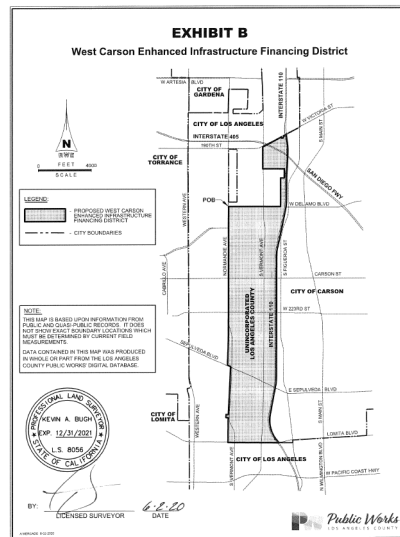 EXHIBIT B
West Carson Enhanced Infrastructure Financing District
W ARTESIA BLVD
CITY OF
GARDENA
INTERSTATE 110
W VICTORIA ST
CITY OF LOS ANGELES
S MAIN ST
INTERSTATE 405
190TH ST
N
0 FEET 4000
SCALE
CITY OF
TORRANCE
SAN DIEGO FWY
LEGEND:
- PROPOSED WEST CARSON
ENHANCED INFRASTRUCTURE
FINANCING DISTRICT
- CITY BOUNDARIES
WESTERN AVE
POB
W DEL AMO BLVD
CABRILLO AVE
NORMANDIE AVE
S VERMONT AVE
S FIGUEROA ST
CARSON ST
CITY OF CARSON
UNINCORPORATED
LOS ANGELES COUNTY
INTERSTATE 110
W 223RD ST
NOTE:
THIS MAP IS BASED UPON INFORMATION FROM
PUBLIC AND QUASI-PUBLIC RECORDS. IT DOES
NOT SHOW EXACT BOUNDARY LOCATIONS WHICH
MUST BE DETERMINED BY CURRENT FIELD
MEASUREMENTS.
DATA CONTAINED IN THIS MAP WAS PRODUCED
IN WHOLE OR PART FROM THE LOS ANGELES
COUNTY PUBLIC WORKS DIGITAL DATABASE.
SEPULVEDA BLVD
E SEPULVEDA BLVD
PROFESSIONAL LAND SURVEYOR
KEVIN A. BUGH
EXP. 12/31/2021
L.S. 8056
STATE OF CALIFORNIA
CITY OF
LOMITA
WESTERN AVE
S MAIN ST
LOMITA BLVD
CITY OF LOS ANGELES
S VERMONT AVE
N WILMINGTON BLVD
W PACIFIC COAST HWY
BY:
LICENSED SURVEYOR
6-2-20
DATE
Public Works
LOS ANGELES COUNTY